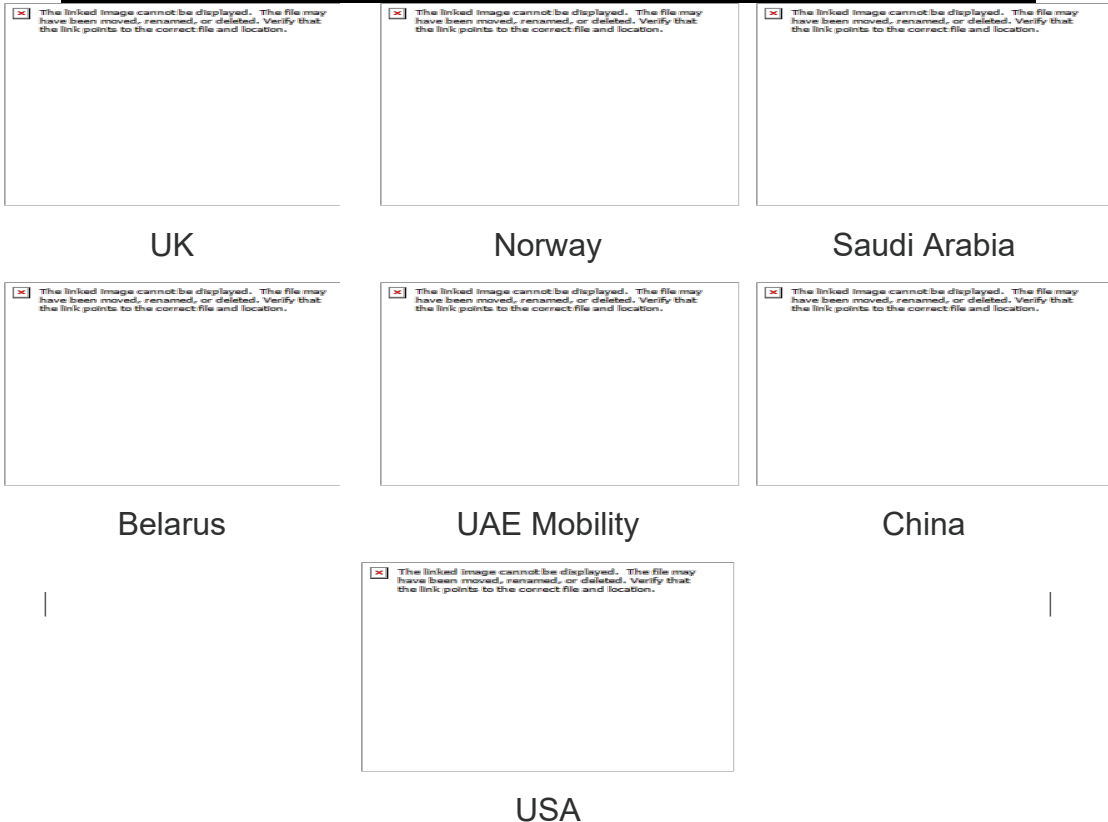 The linked image cannot be displayed. The file may
have been moved, renamed, or deleted. Verify that
the link points to the correct file and location.
The linked image cannot be displayed. The file may
have been moved, renamed, or deleted. Verify that
the link points to the correct file and location.
The linked image cannot be displayed. The file may
have been moved, renamed, or deleted. Verify that
the link points to the correct file and location.
UK
Norway
Saudi Arabia
The linked image cannot be displayed. The file may
have been moved, renamed, or deleted. Verify that
the link points to the correct file and location.
The linked image cannot be displayed. The file may
have been moved, renamed, or deleted. Verify that
the link points to the correct file and location.
The linked image cannot be displayed. The file may
have been moved, renamed, or deleted. Verify that
the link points to the correct file and location.
Belarus
UAE Mobility
China
The linked image cannot be displayed. The file may
have been moved, renamed, or deleted. Verify that
the link points to the correct file and location.
|
|
USA